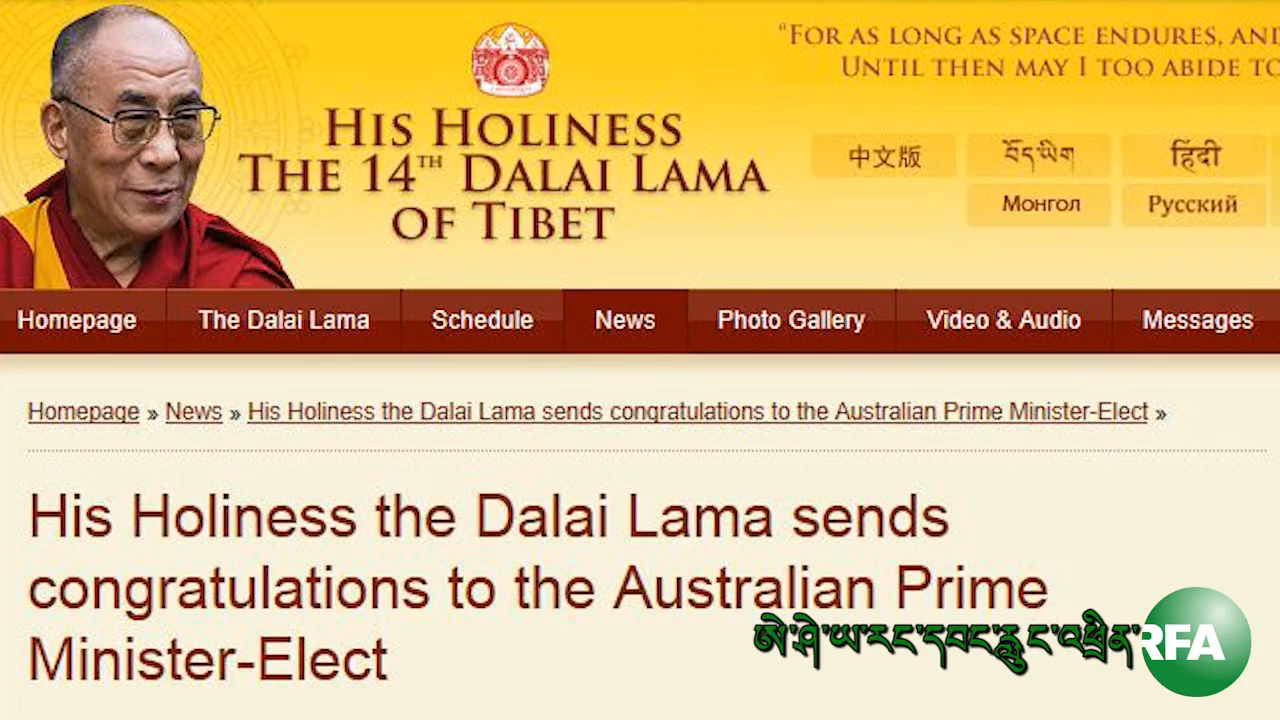 “FOR AS LONG AS SPACE ENDURES, AND
UNTIL THEN MAY I TOO ABIDE TO
HIS HOLINESS
THE 14TH DALAI LAMA
OF TIBET
中文版
བོད་ཡིག
हिंदी
Монгол
Русский
Homepage
The Dalai Lama
Schedule
News
Photo Gallery
Video & Audio
Messages
Homepage » News » His Holiness the Dalai Lama sends congratulations to the Australian Prime Minister-Elect »
His Holiness the Dalai Lama sends
congratulations to the Australian Prime
Minister-Elect
ཨེ་ཤི་ཡ་རང་དབང་རླུང་འཕྲིན་
RFA